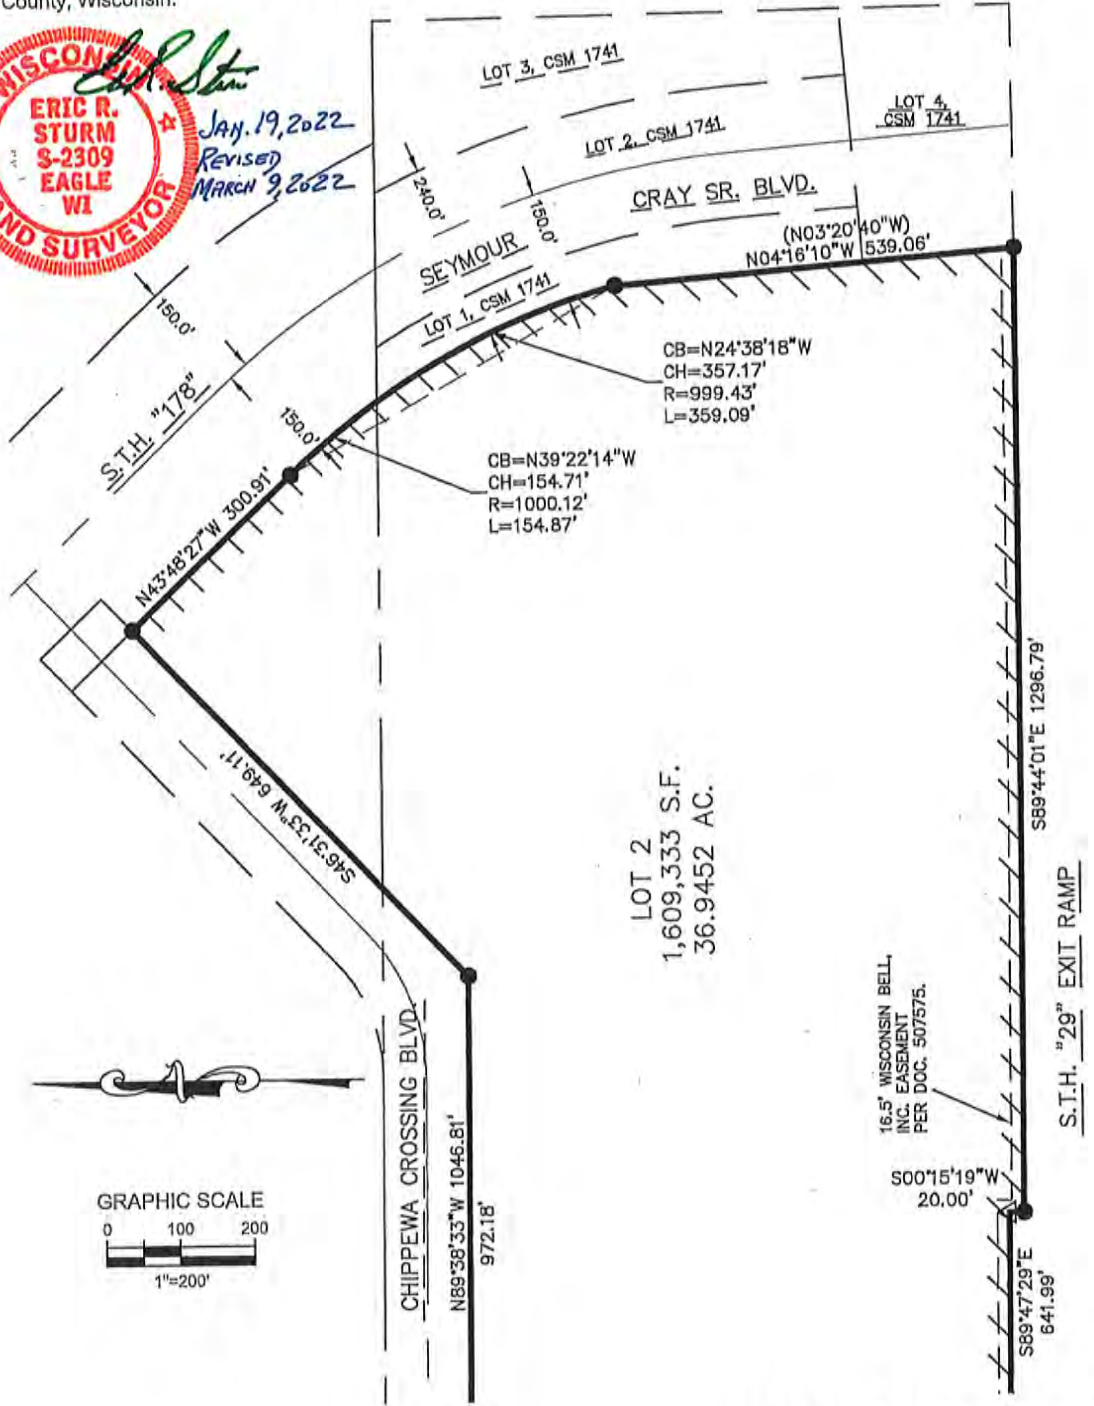 County, Wisconsin.
WISCONSIN
ERIC R.
STURM
S-2309
EAGLE
WI
AND SURVEYOR
JAN. 19, 2022
REVISED
MARCH 9, 2022
LOT 3, CSM 1741
LOT 2, CSM 1741
LOT 4,
CSM 1741
240.0'
150.0'
SEYMOUR
CRAY SR. BLVD.
LOT 1, CSM 1741
(N03°20'40"W)
N04°16'10"W 539.06'
150.0'
S.T.H. "178"
150.0'
CB=N24°38'18"W
CH=357.17'
R=999.43'
L=359.09'
CB=N39°22'14"W
CH=154.71'
R=1000.12'
L=154.87'
N43°48'27"W 300.91'
S46°31'33"W 649.11'
LOT 2
1,609,333 S.F.
36.9452 AC.
S89°44'01"E 1296.79'
S.T.H. "29" EXIT RAMP
16.5' WISCONSIN BELL,
INC. EASEMENT
PER DOC. 507575.
S00°15'19"W
20.00'
S89°47'29"E
641.99'
CHIPPEWA CROSSING BLVD.
N89°38'33"W 1046.81'
972.18'
GRAPHIC SCALE
0 100 200
1"=200'